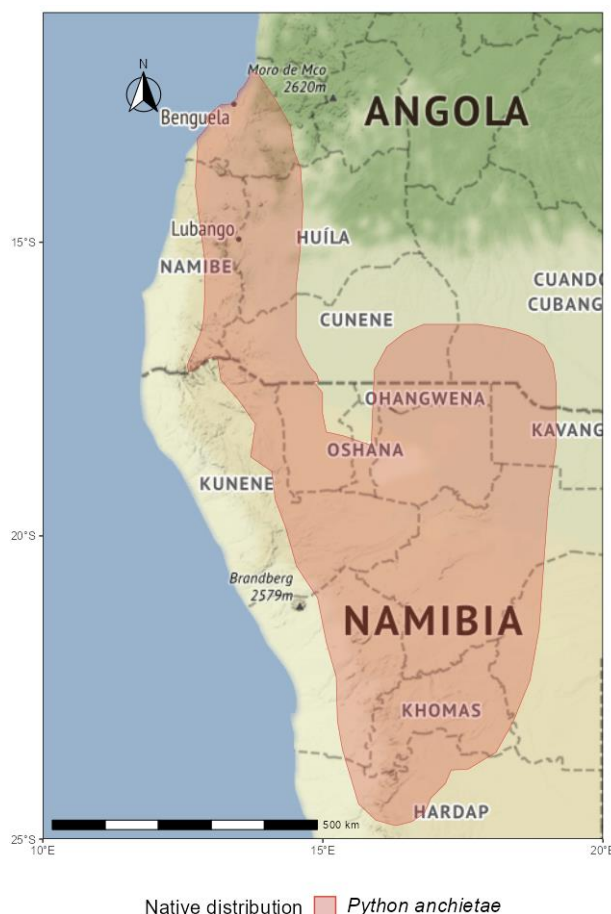 N
Moro de Mco
2620m
ANGOLA
Benguela
Lubango
HUÍLA
15°S
NAMIBE
CUANDO
CUBANG
CUNENE
OHANGWENA
KAVANG
OSHANA
KUNENE
20°S
Brandberg
2579m
NAMIBIA
KHOMAS
HARDAP
500 km
25°S
10°E
15°E
20°E
Native distribution Python anchietae